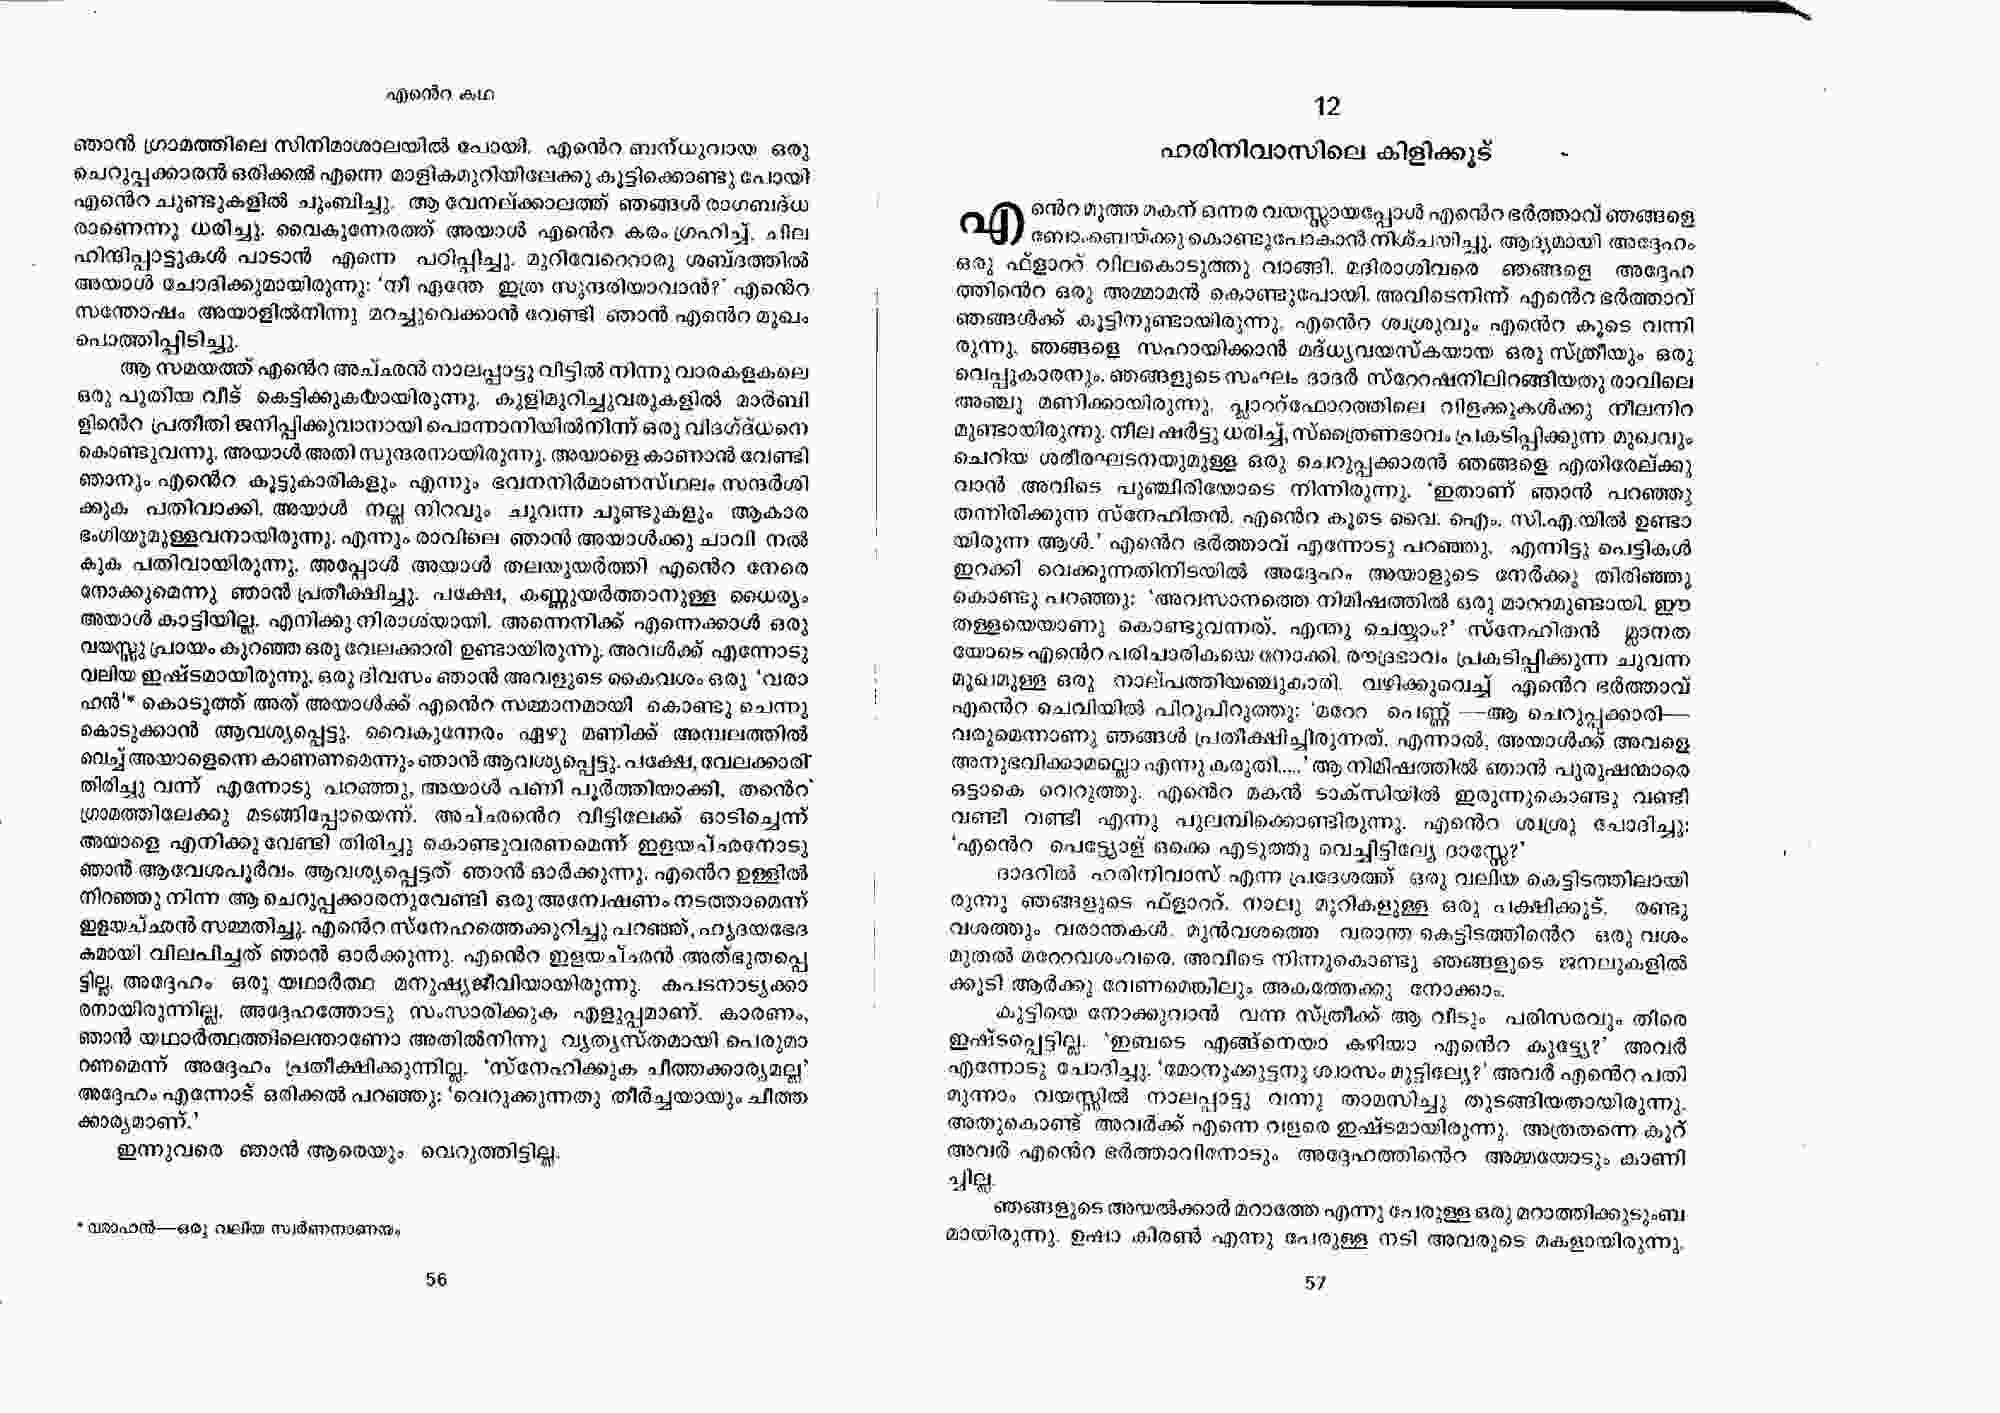 എന്റെ കഥ
ഞാൻ ഗ്രാമത്തിലെ സിനിമാശാലയിൽ പോയി. എന്റെ ബന്ധുവായ ഒരു
ചെറുപ്പക്കാരൻ ഒരിക്കൽ എന്നെ മാളികമുറിയിലേക്കു കൂട്ടിക്കൊണ്ടു പോയി
എന്റെ ചുണ്ടുകളിൽ ചുംബിച്ചു. ആ വേനല്ക്കാലത്ത് ഞങ്ങൾ രാഗബദ്ധ
രാണെന്നു ധരിച്ചു. വൈകുന്നേരത്ത് അയാൾ എന്റെ കരം ഗ്രഹിച്ച്, ചില
ഹിന്ദിപ്പാട്ടുകൾ പാടാൻ എന്നെ പഠിപ്പിച്ചു. മുറിവേറെറാരു ശബ്ദത്തിൽ
അയാൾ ചോദിക്കുമായിരുന്നു: ‘നീ എന്തേ ഇത്ര സുന്ദരിയാവാൻ?’ എന്റെ
സന്തോഷം അയാളിൽനിന്നു മറച്ചുവെക്കാൻ വേണ്ടി ഞാൻ എന്റെ മുഖം
പൊത്തിപ്പിടിച്ചു.
ആ സമയത്ത് എന്റെ അച്ഛൻ നാലപ്പാട്ടു വീട്ടിൽ നിന്നു വാരകളകലെ
ഒരു പുതിയ വീട് കെട്ടിക്കുകയായിരുന്നു. കുളിമുറിച്ചുവരുകളിൽ മാർബി
ളിന്റെ പ്രതീതി ജനിപ്പിക്കുവാനായി പൊന്നാനിയിൽനിന്ന് ഒരു വിദഗ്ദ്ധനെ
കൊണ്ടുവന്നു. അയാൾ അതി സുന്ദരനായിരുന്നു. അയാളെ കാണാൻ വേണ്ടി
ഞാനും എന്റെ കൂട്ടുകാരികളും എന്നും ഭവനനിർമാണസ്ഥലം സന്ദർശി
ക്കുക പതിവാക്കി. അയാൾ നല്ല നിറവും ചുവന്ന ചുണ്ടുകളും ആകാര
ഭംഗിയുമുള്ളവനായിരുന്നു. എന്നും രാവിലെ ഞാൻ അയാൾക്കു ചാവി നൽ
കുക പതിവായിരുന്നു. അപ്പോൾ അയാൾ തലയുയർത്തി എന്റെ നേരെ
നോക്കുമെന്നു ഞാൻ പ്രതീക്ഷിച്ചു. പക്ഷേ, കണ്ണുയർത്താനുള്ള ധൈര്യം
അയാൾ കാട്ടിയില്ല. എനിക്കു നിരാശയായി. അന്നെനിക്ക് എന്നെക്കാൾ ഒരു
വയസ്സു പ്രായം കുറഞ്ഞ ഒരു വേലക്കാരി ഉണ്ടായിരുന്നു. അവൾക്ക് എന്നോടു
വലിയ ഇഷ്ടമായിരുന്നു. ഒരു ദിവസം ഞാൻ അവളുടെ കൈവശം ഒരു ‘വരാ
ഹൻ’* കൊടുത്ത് അത് അയാൾക്ക് എന്റെ സമ്മാനമായി കൊണ്ടു ചെന്നു
കൊടുക്കാൻ ആവശ്യപ്പെട്ടു. വൈകുന്നേരം ഏഴു മണിക്ക് അമ്പലത്തിൽ
വെച്ച് അയാളെന്നെ കാണണമെന്നും ഞാൻ ആവശ്യപ്പെട്ടു. പക്ഷേ, വേലക്കാരി
തിരിച്ചു വന്ന് എന്നോടു പറഞ്ഞു, അയാൾ പണി പൂർത്തിയാക്കി, തന്റെ
ഗ്രാമത്തിലേക്കു മടങ്ങിപ്പോയെന്ന്. അച്ഛന്റെ വീട്ടിലേക്ക് ഓടിച്ചെന്ന്
അയാളെ എനിക്കു വേണ്ടി തിരിച്ചു കൊണ്ടുവരണമെന്ന് ഇളയച്ഛനോടു
ഞാൻ ആവേശപൂർവം ആവശ്യപ്പെട്ടത് ഞാൻ ഓർക്കുന്നു. എന്റെ ഉള്ളിൽ
നിറഞ്ഞു നിന്ന ആ ചെറുപ്പക്കാരനുവേണ്ടി ഒരു അന്വേഷണം നടത്താമെന്ന്
ഇളയച്ഛൻ സമ്മതിച്ചു. എന്റെ സ്നേഹത്തെക്കുറിച്ചു പറഞ്ഞ്, ഹൃദയഭേദ
കമായി വിലപിച്ചത് ഞാൻ ഓർക്കുന്നു. എന്റെ ഇളയച്ഛൻ അത്ഭുതപ്പെ
ട്ടില്ല. അദ്ദേഹം ഒരു യഥാർത്ഥ മനുഷ്യജീവിയായിരുന്നു. കപടനാട്യക്കാ
രനായിരുന്നില്ല. അദ്ദേഹത്തോടു സംസാരിക്കുക എളുപ്പമാണ്. കാരണം,
ഞാൻ യഥാർത്ഥത്തിലെന്താണോ അതിൽനിന്നു വ്യത്യസ്തമായി പെരുമാ
റണമെന്ന് അദ്ദേഹം പ്രതീക്ഷിക്കുന്നില്ല. ‘സ്നേഹിക്കുക ചീത്തക്കാര്യമല്ല’
അദ്ദേഹം എന്നോട് ഒരിക്കൽ പറഞ്ഞു: ‘വെറുക്കുന്നതു തീർച്ചയായും ചീത്ത
ക്കാര്യമാണ്.’
ഇന്നുവരെ ഞാൻ ആരെയും വെറുത്തിട്ടില്ല.
* വരാഹൻ—ഒരു വലിയ സ്വർണനാണയം
56
12
ഹരിനിവാസിലെ കിളിക്കൂട്
എന്റെ മൂത്ത മകന് ഒന്നര വയസ്സായപ്പോൾ എന്റെ ഭർത്താവ് ഞങ്ങളെ
ബോംബെയ്ക്കു കൊണ്ടുപോകാൻ നിശ്ചയിച്ചു. ആദ്യമായി അദ്ദേഹം
ഒരു ഫ്ളാററ് വിലകൊടുത്തു വാങ്ങി. മദിരാശിവരെ ഞങ്ങളെ അദ്ദേഹ
ത്തിന്റെ ഒരു അമ്മാമൻ കൊണ്ടുപോയി. അവിടെനിന്ന് എന്റെ ഭർത്താവ്
ഞങ്ങൾക്ക് കൂട്ടിനുണ്ടായിരുന്നു. എന്റെ ശ്വശ്രുവും എന്റെ കൂടെ വന്നി
രുന്നു. ഞങ്ങളെ സഹായിക്കാൻ മദ്ധ്യവയസ്കയായ ഒരു സ്ത്രീയും ഒരു
വെപ്പുകാരനും. ഞങ്ങളുടെ സംഘം ദാദർ സ്റേറഷനിലിറങ്ങിയതു രാവിലെ
അഞ്ചു മണിക്കായിരുന്നു. പ്ലാററ്ഫോറത്തിലെ വിളക്കുകൾക്കു നീലനിറ
മുണ്ടായിരുന്നു. നീല ഷർട്ടു ധരിച്ച്, സ്ത്രൈണഭാവം പ്രകടിപ്പിക്കുന്ന മുഖവും
ചെറിയ ശരീരഘടനയുമുള്ള ഒരു ചെറുപ്പക്കാരൻ ഞങ്ങളെ എതിരേല്ക്കു
വാൻ അവിടെ പുഞ്ചിരിയോടെ നിന്നിരുന്നു. ‘ഇതാണ് ഞാൻ പറഞ്ഞു
തന്നിരിക്കുന്ന സ്നേഹിതൻ. എന്റെ കൂടെ വൈ. ഐം. സി.എ.യിൽ ഉണ്ടാ
യിരുന്ന ആൾ.’ എന്റെ ഭർത്താവ് എന്നോടു പറഞ്ഞു. എന്നിട്ടു പെട്ടികൾ
ഇറക്കി വെക്കുന്നതിനിടയിൽ അദ്ദേഹം അയാളുടെ നേർക്കു തിരിഞ്ഞു
കൊണ്ടു പറഞ്ഞു: ‘അവസാനത്തെ നിമിഷത്തിൽ ഒരു മാററമുണ്ടായി. ഈ
തള്ളയെയാണു കൊണ്ടുവന്നത്. എന്തു ചെയ്യാം?’ സ്നേഹിതൻ മ്ലാനത
യോടെ എന്റെ പരിചാരികയെ നോക്കി. രൗദ്രഭാവം പ്രകടിപ്പിക്കുന്ന ചുവന്ന
മുഖമുള്ള ഒരു നാല്പത്തിയഞ്ചുകാരി. വഴിക്കുവെച്ച് എന്റെ ഭർത്താവ്
എന്റെ ചെവിയിൽ പിറുപിറുത്തു: ‘മറേറ പെണ്ണ് —ആ ചെറുപ്പക്കാരി—
വരുമെന്നാണു ഞങ്ങൾ പ്രതീക്ഷിച്ചിരുന്നത്. എന്നാൽ, അയാൾക്ക് അവളെ
അനുഭവിക്കാമല്ലൊ എന്നു കരുതി.....’ ആ നിമിഷത്തിൽ ഞാൻ പുരുഷന്മാരെ
ഒട്ടാകെ വെറുത്തു. എന്റെ മകൻ ടാക്സിയിൽ ഇരുന്നുകൊണ്ടു വണ്ടീ
വണ്ടി വണ്ടീ എന്നു പുലമ്പിക്കൊണ്ടിരുന്നു. എന്റെ ശ്വശ്രു ചോദിച്ചു:
‘എന്റെ പെട്ട്യോള് ഒക്കെ എടുത്തു വെച്ചിട്ടില്യേ ദാസ്സേ?’
ദാദറിൽ ഹരിനിവാസ് എന്ന പ്രദേശത്ത് ഒരു വലിയ കെട്ടിടത്തിലായി
രുന്നു ഞങ്ങളുടെ ഫ്ളാററ്. നാലു മുറികളുള്ള ഒരു പക്ഷിക്കൂട്. രണ്ടു
വശത്തും വരാന്തകൾ. മുൻവശത്തെ വരാന്ത കെട്ടിടത്തിന്റെ ഒരു വശം
മുതൽ മറേറവശംവരെ. അവിടെ നിന്നുകൊണ്ടു ഞങ്ങളുടെ ജനലുകളിൽ
ക്കൂടി ആർക്കു വേണമെങ്കിലും അകത്തേക്കു നോക്കാം.
കുട്ടിയെ നോക്കുവാൻ വന്ന സ്ത്രീക്ക് ആ വീടും പരിസരവും തീരെ
ഇഷ്ടപ്പെട്ടില്ല. ‘ഇബടെ എങ്ങ്നെയാ കഴിയാ എന്റെ കുട്ട്യേ?’ അവർ
എന്നോടു ചോദിച്ചു. ‘മോനുക്കുട്ടനു ശ്വാസം മുട്ടില്യേ?’ അവർ എന്റെ പതി
മൂന്നാം വയസ്സിൽ നാലപ്പാട്ടു വന്നു താമസിച്ചു തുടങ്ങിയതായിരുന്നു.
അതുകൊണ്ട് അവർക്ക് എന്നെ വളരെ ഇഷ്ടമായിരുന്നു. അത്രതന്നെ കൂറ്
അവർ എന്റെ ഭർത്താവിനോടും അദ്ദേഹത്തിന്റെ അമ്മയോടും കാണി
ച്ചില്ല.
ഞങ്ങളുടെ അയൽക്കാർ മറാത്തേ എന്നു പേരുള്ള ഒരു മറാത്തിക്കുടുംബ
മായിരുന്നു. ഉഷാ കിരൺ എന്നു പേരുള്ള നടി അവരുടെ മകളായിരുന്നു.
57